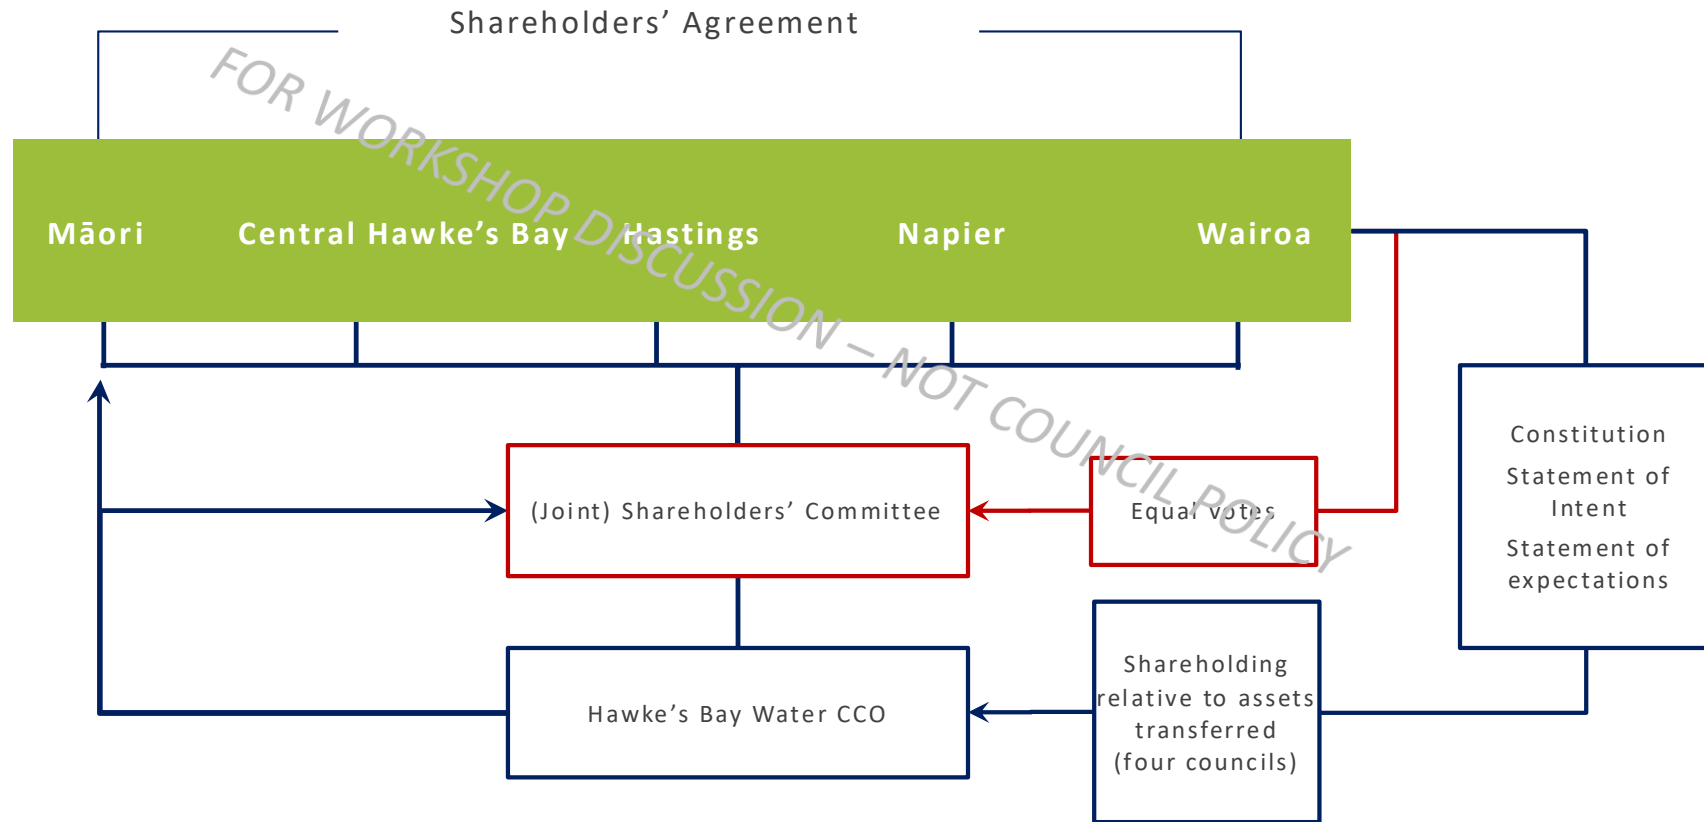 Shareholders’ Agreement
FOR WORKSHOP DISCUSSION – NOT COUNCIL POLICY
Māori
Central Hawke’s Bay
Hastings
Napier
Wairoa
(Joint) Shareholders’ Committee
Equal votes
Constitution
Statement of
Intent
Statement of
expectations
Hawke’s Bay Water CCO
Shareholding
relative to assets
transferred
(four councils)